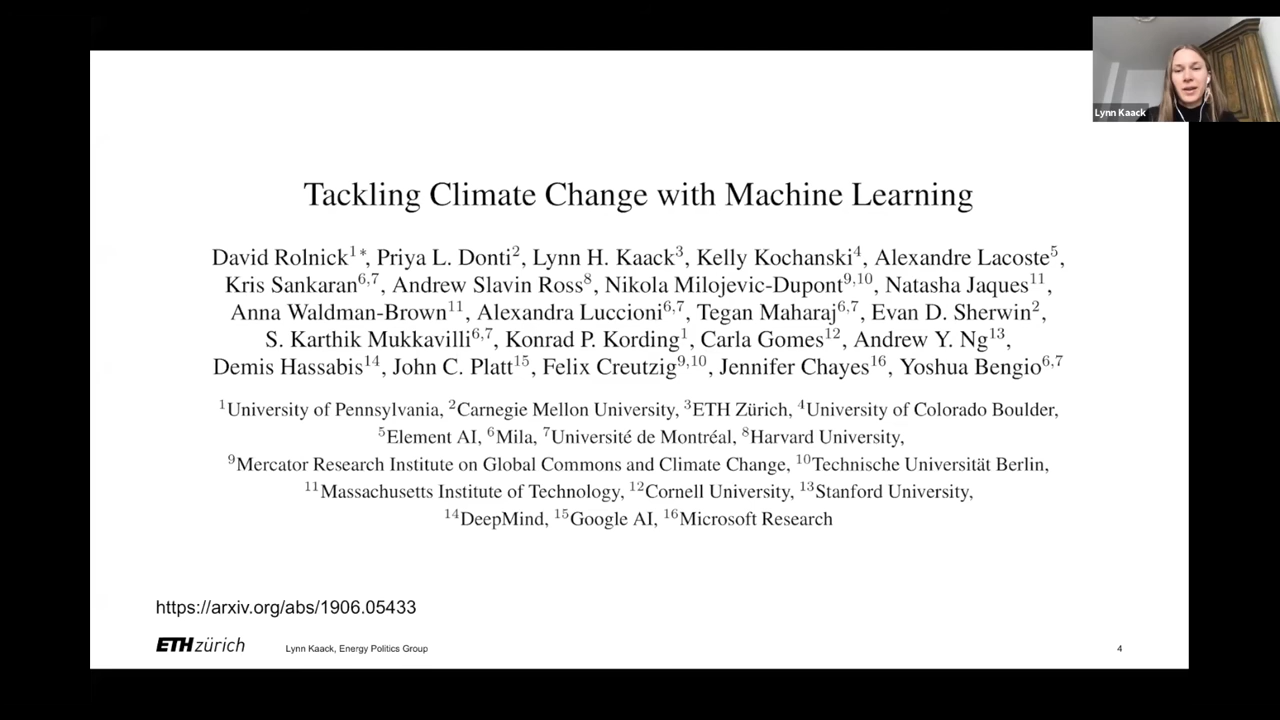 Lynn Kaack
Tackling Climate Change with Machine Learning
David Rolnick¹*, Priya L. Donti², Lynn H. Kaack³, Kelly Kochanski⁴, Alexandre Lacoste⁵,
Kris Sankaran⁶,⁷, Andrew Slavin Ross⁸, Nikola Milojevic-Dupont⁹,¹⁰, Natasha Jaques¹¹,
Anna Waldman-Brown¹¹, Alexandra Luccioni⁶,⁷, Tegan Maharaj⁶,⁷, Evan D. Sherwin²,
S. Karthik Mukkavilli⁶,⁷, Konrad P. Kording¹, Carla Gomes¹², Andrew Y. Ng¹³,
Demis Hassabis¹⁴, John C. Platt¹⁵, Felix Creutzig⁹,¹⁰, Jennifer Chayes¹⁶, Yoshua Bengio⁶,⁷
¹University of Pennsylvania, ²Carnegie Mellon University, ³ETH Zürich, ⁴University of Colorado Boulder,
⁵Element AI, ⁶Mila, ⁷Université de Montréal, ⁸Harvard University,
⁹Mercator Research Institute on Global Commons and Climate Change, ¹⁰Technische Universität Berlin,
¹¹Massachusetts Institute of Technology, ¹²Cornell University, ¹³Stanford University,
¹⁴DeepMind, ¹⁵Google AI, ¹⁶Microsoft Research
https://arxiv.org/abs/1906.05433
ETH zürich Lynn Kaack, Energy Politics Group 4